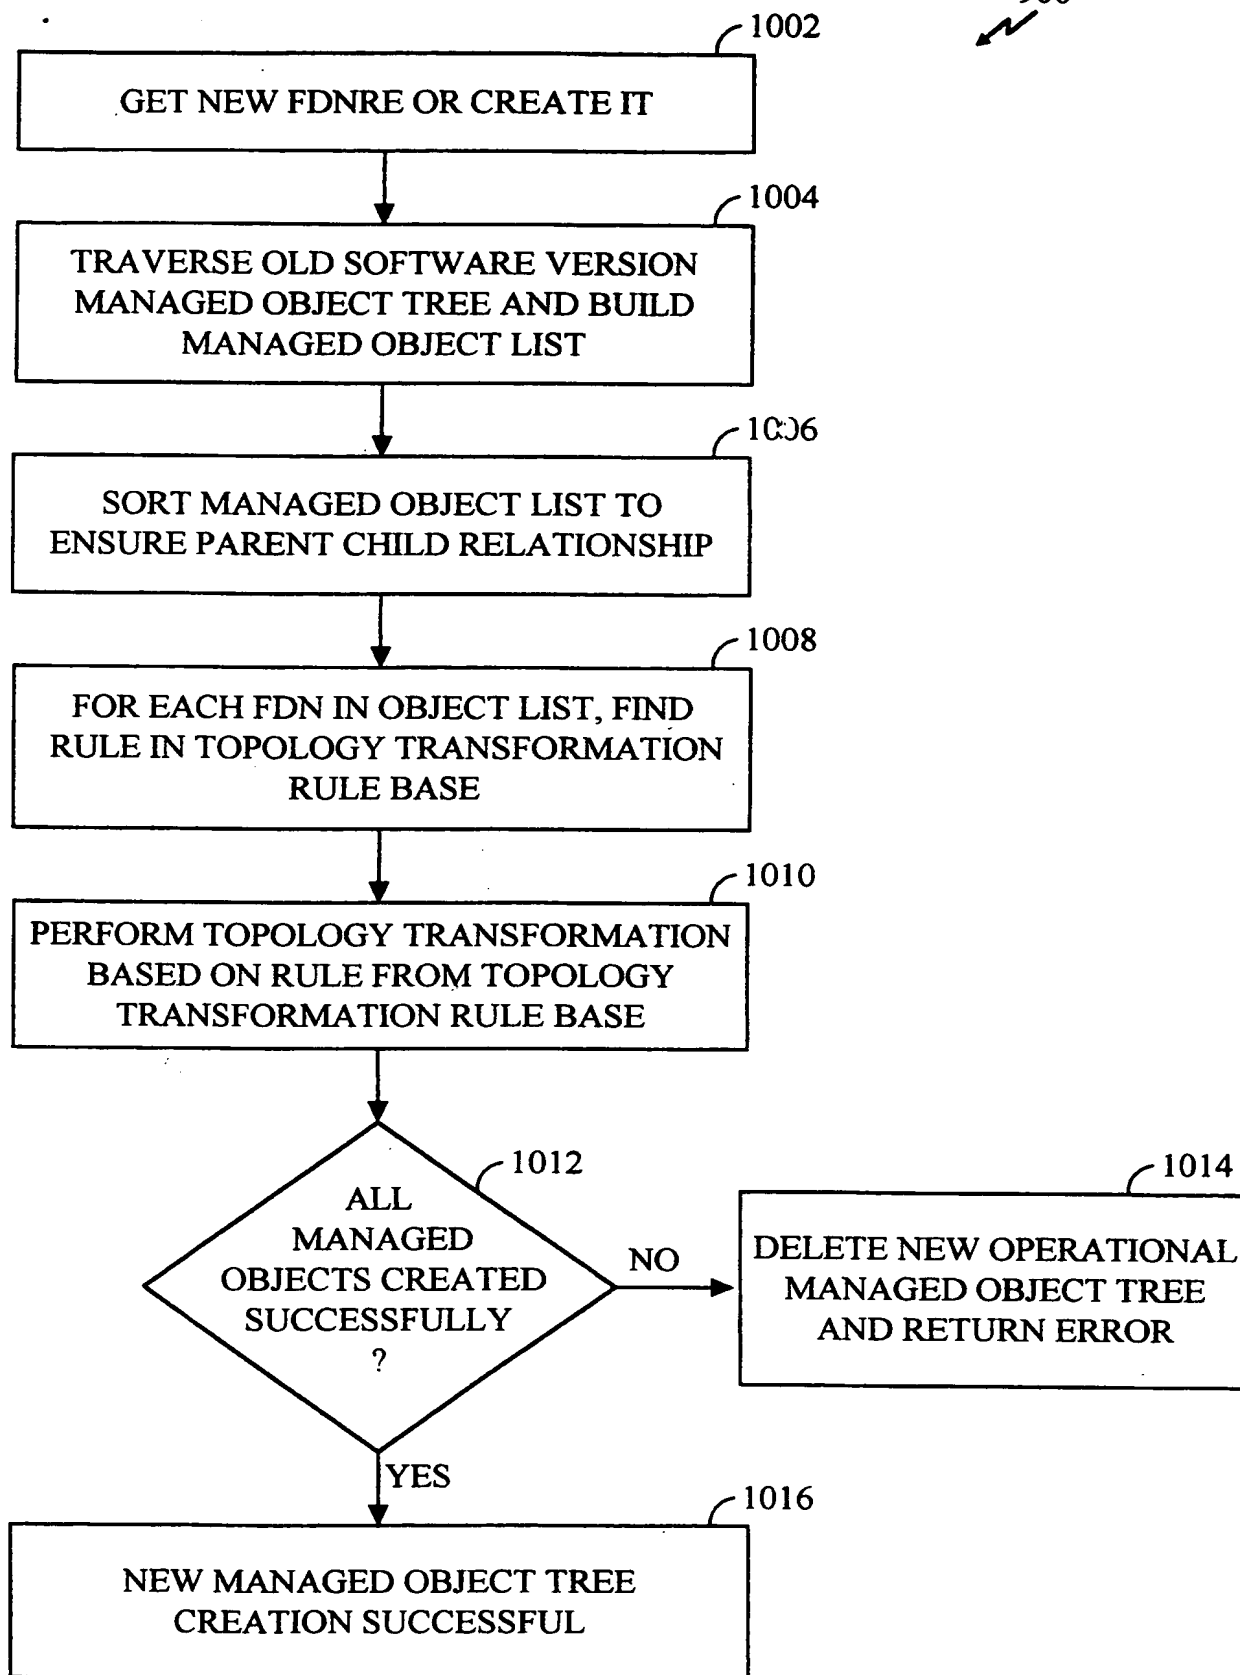 1002
GET NEW FDNRE OR CREATE IT
1004
TRAVERSE OLD SOFTWARE VERSION
MANAGED OBJECT TREE AND BUILD
MANAGED OBJECT LIST
1006
SORT MANAGED OBJECT LIST TO
ENSURE PARENT CHILD RELATIONSHIP
1008
FOR EACH FDN IN OBJECT LIST, FIND
RULE IN TOPOLOGY TRANSFORMATION
RULE BASE
1010
PERFORM TOPOLOGY TRANSFORMATION
BASED ON RULE FROM TOPOLOGY
TRANSFORMATION RULE BASE
1012
ALL
MANAGED
OBJECTS CREATED
SUCCESSFULLY
?
NO
1014
DELETE NEW OPERATIONAL
MANAGED OBJECT TREE
AND RETURN ERROR
YES
1016
NEW MANAGED OBJECT TREE
CREATION SUCCESSFUL